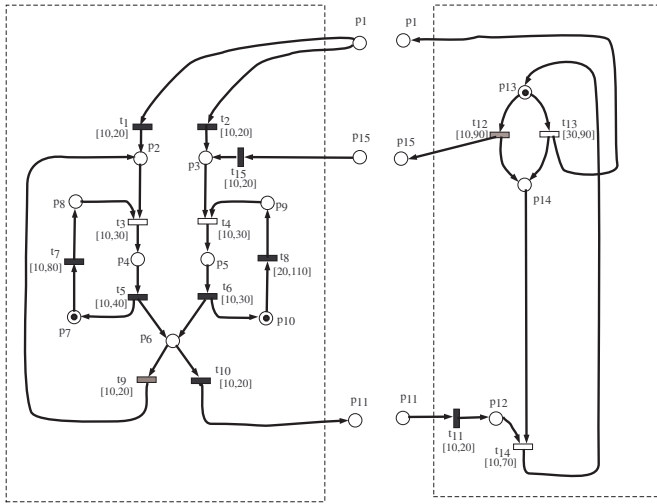 p1
p1
p13
t1
[10,20]
t2
[10,20]
t12
[10,90]
t13
[30,90]
p2
p3
p15
p15
t15
[10,20]
p14
p8
p9
t3
[10,30]
t4
[10,30]
t7
[10,80]
t8
[20,110]
p4
p5
t5
[10,40]
t6
[10,30]
p7
p6
p10
t9
[10,20]
t10
[10,20]
p11
p11
p12
t11
[10,20]
t14
[10,70]